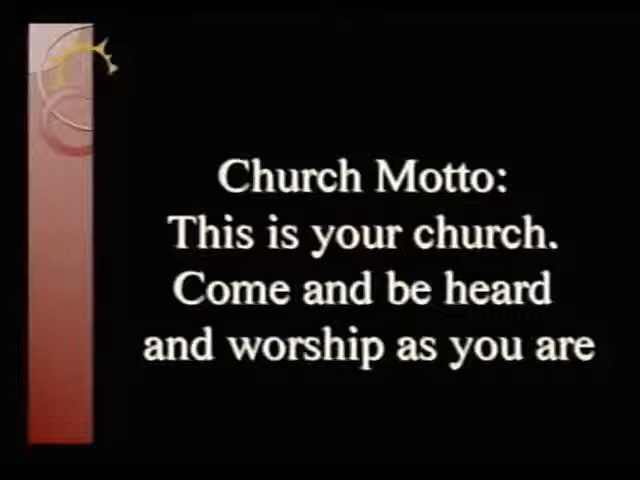 Church Motto:
This is your church.
Come and be heard
and worship as you are